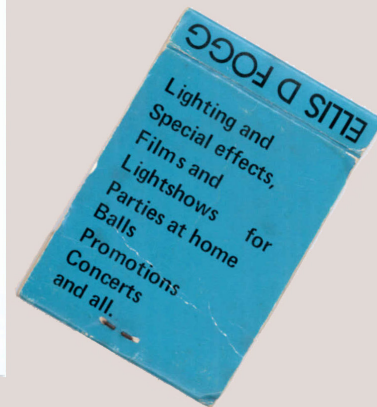 ELLIS D FOGG
Lighting and
Special effects,
Films and
Lightshows for
Parties at home
Balls
Promotions
Concerts
and all.